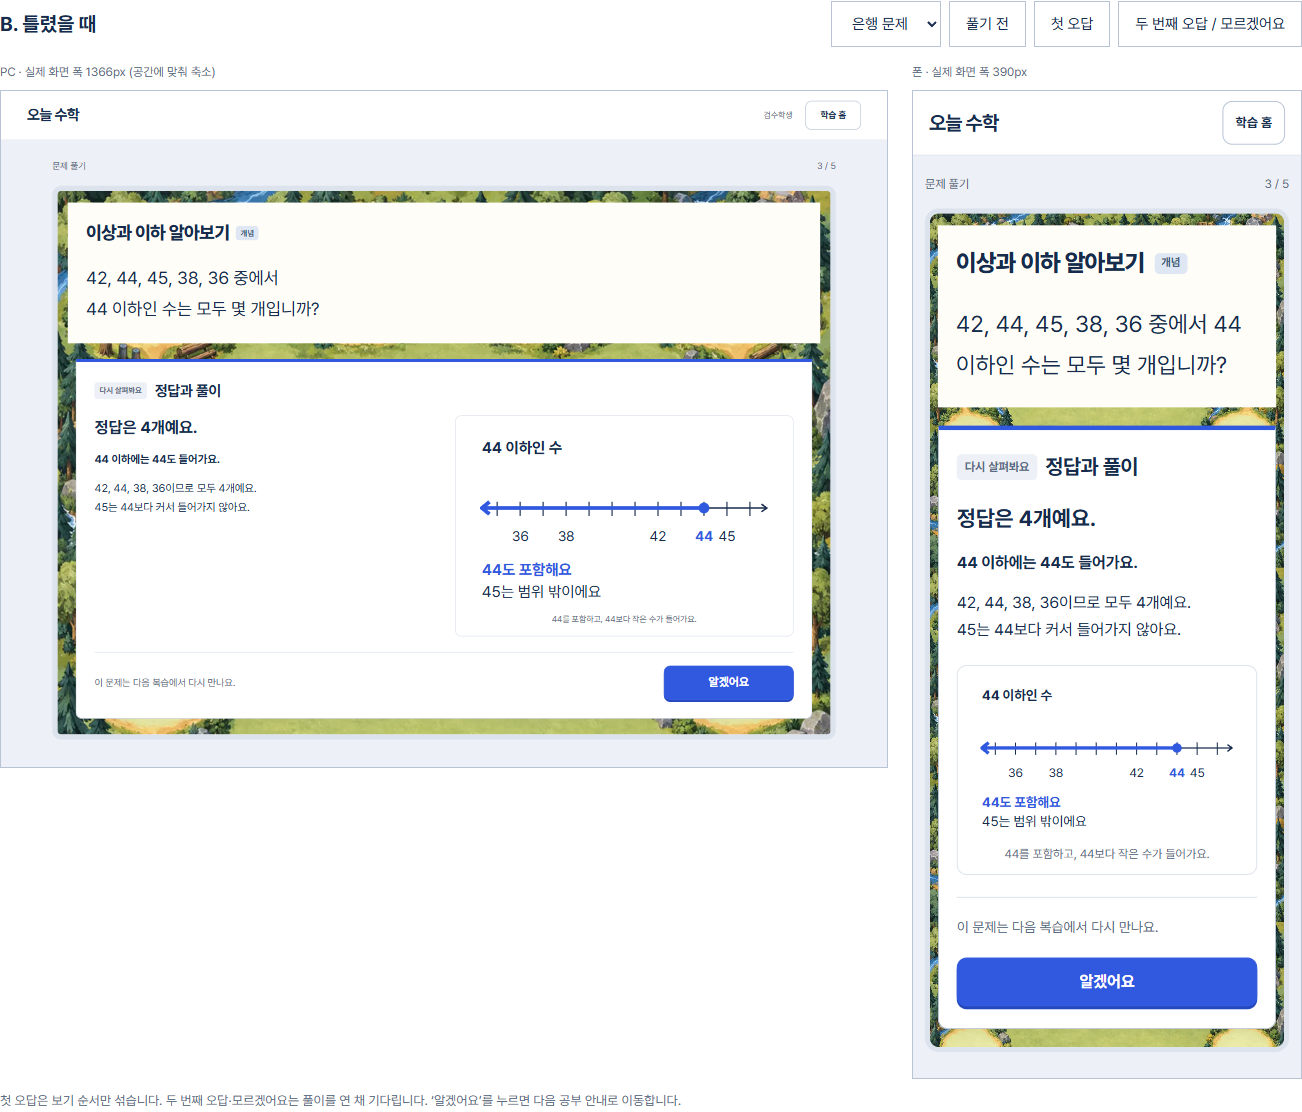 B. 틀렸을 때
은행 문제
풀기 전
첫 오답
두 번째 오답 / 모르겠어요
PC · 실제 화면 폭 1366px (공간에 맞춰 축소)
오늘 수학
검수학생
학습 홈
문제 풀기
3 / 5
이상과 이하 알아보기 개념
42, 44, 45, 38, 36 중에서
44 이하인 수는 모두 몇 개입니까?
다시 살펴봐요 정답과 풀이
정답은 4개예요.
44 이하에는 44도 들어가요.
42, 44, 38, 36이므로 모두 4개예요.
45는 44보다 커서 들어가지 않아요.
44 이하인 수
36 38 42 44 45
44도 포함해요
45는 범위 밖이에요
44를 포함하고, 44보다 작은 수가 들어가요.
이 문제는 다음 복습에서 다시 만나요.
알겠어요
폰 · 실제 화면 폭 390px
오늘 수학
학습 홈
문제 풀기
3 / 5
이상과 이하 알아보기 개념
42, 44, 45, 38, 36 중에서 44
이하인 수는 모두 몇 개입니까?
다시 살펴봐요 정답과 풀이
정답은 4개예요.
44 이하에는 44도 들어가요.
42, 44, 38, 36이므로 모두 4개예요.
45는 44보다 커서 들어가지 않아요.
44 이하인 수
36 38 42 44 45
44도 포함해요
45는 범위 밖이에요
44를 포함하고, 44보다 작은 수가 들어가요.
이 문제는 다음 복습에서 다시 만나요.
알겠어요
첫 오답은 보기 순서만 섞습니다. 두 번째 오답·모르겠어요는 풀이를 연 채 기다립니다. '알겠어요'를 누르면 다음 공부 안내로 이동합니다.